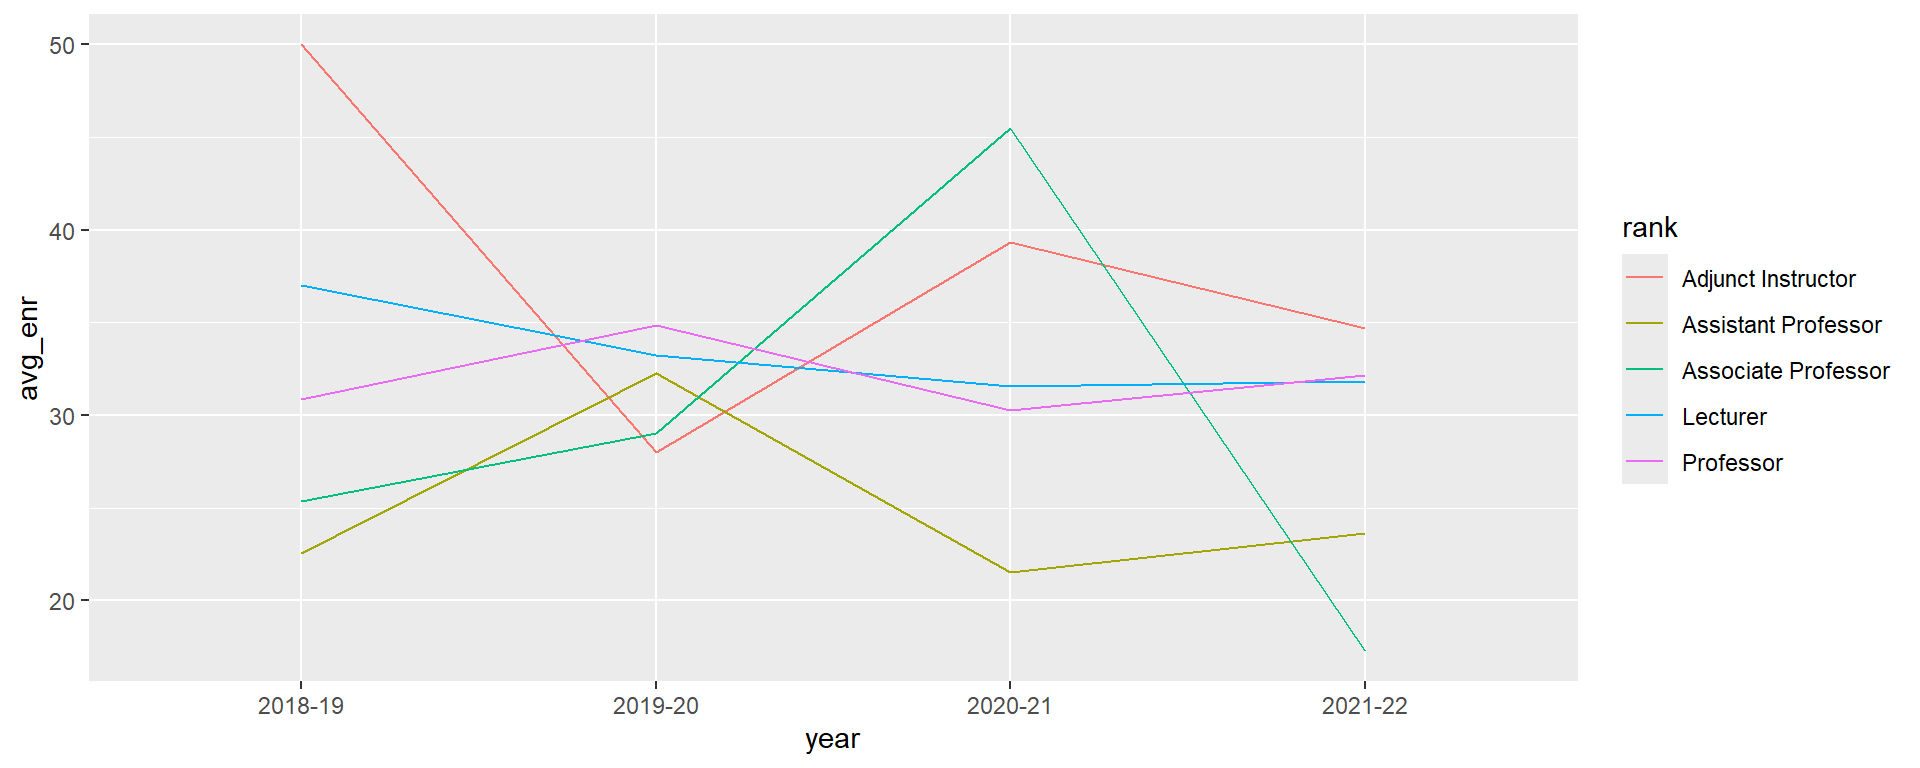 50
40
30
20
avg_enr
2018-19
2019-20
2020-21
2021-22
year
rank
Adjunct Instructor
Assistant Professor
Associate Professor
Lecturer
Professor